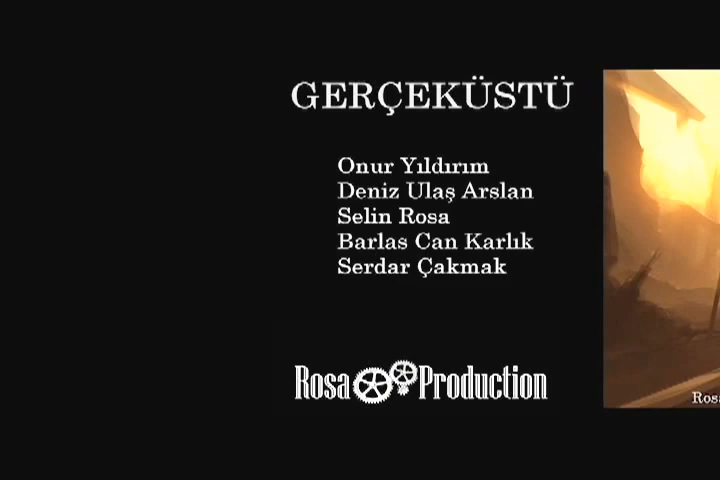 GERÇEKÜSTÜ
Onur Yıldırım
Deniz Ulaş Arslan
Selin Rosa
Barlas Can Karlık
Serdar Çakmak
Rosa Production